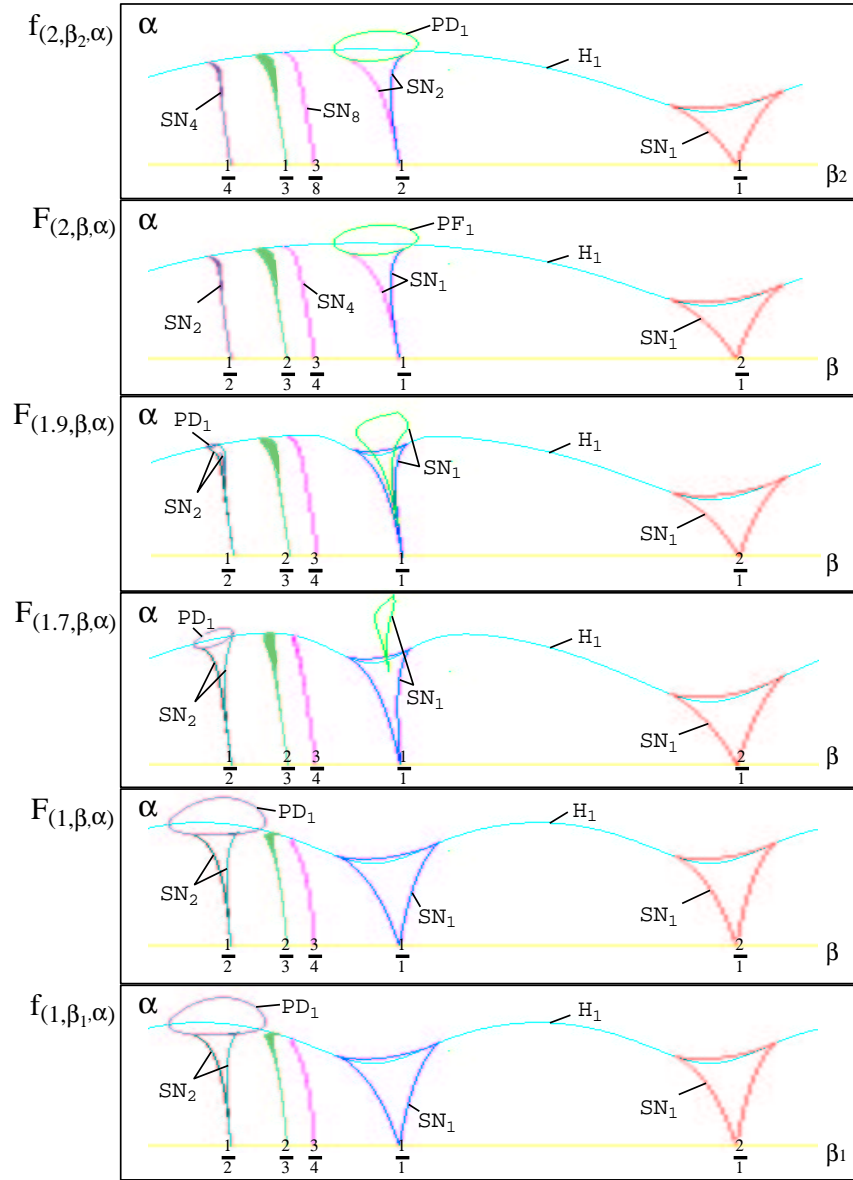 f(2,β2,α) α PD1 H1
SN4 SN8 SN2 SN1
1/4 1/3 3/8 1/2 1/1 β2
F(2,β,α) α PF1 H1
SN2 SN4 SN1 SN1
1/2 2/3 3/4 1/1 2/1 β
F(1.9,β,α) α PD1 H1
SN2 SN1 SN1
1/2 2/3 3/4 1/1 2/1 β
F(1.7,β,α) α PD1 H1
SN2 SN1 SN1
1/2 2/3 3/4 1/1 2/1 β
F(1,β,α) α PD1 H1
SN2 SN1 SN1
1/2 2/3 3/4 1/1 2/1 β
f(1,β1,α) α PD1 H1
SN2 SN1 SN1
1/2 2/3 3/4 1/1 2/1 β1